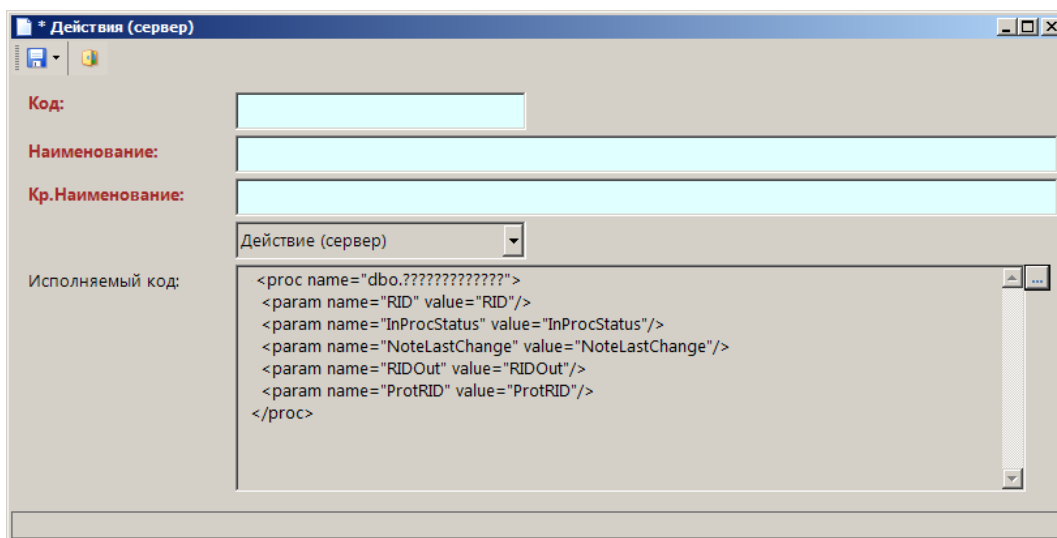 * Действия (сервер)
Код:
Наименование:
Кр.Наименование:
Действие (сервер)
Исполняемый код:
<proc name="dbo.?????????????">
<param name="RID" value="RID"/>
<param name="InProcStatus" value="InProcStatus"/>
<param name="NoteLastChange" value="NoteLastChange"/>
<param name="RIDOut" value="RIDOut"/>
<param name="ProtRID" value="ProtRID"/>
</proc>
...